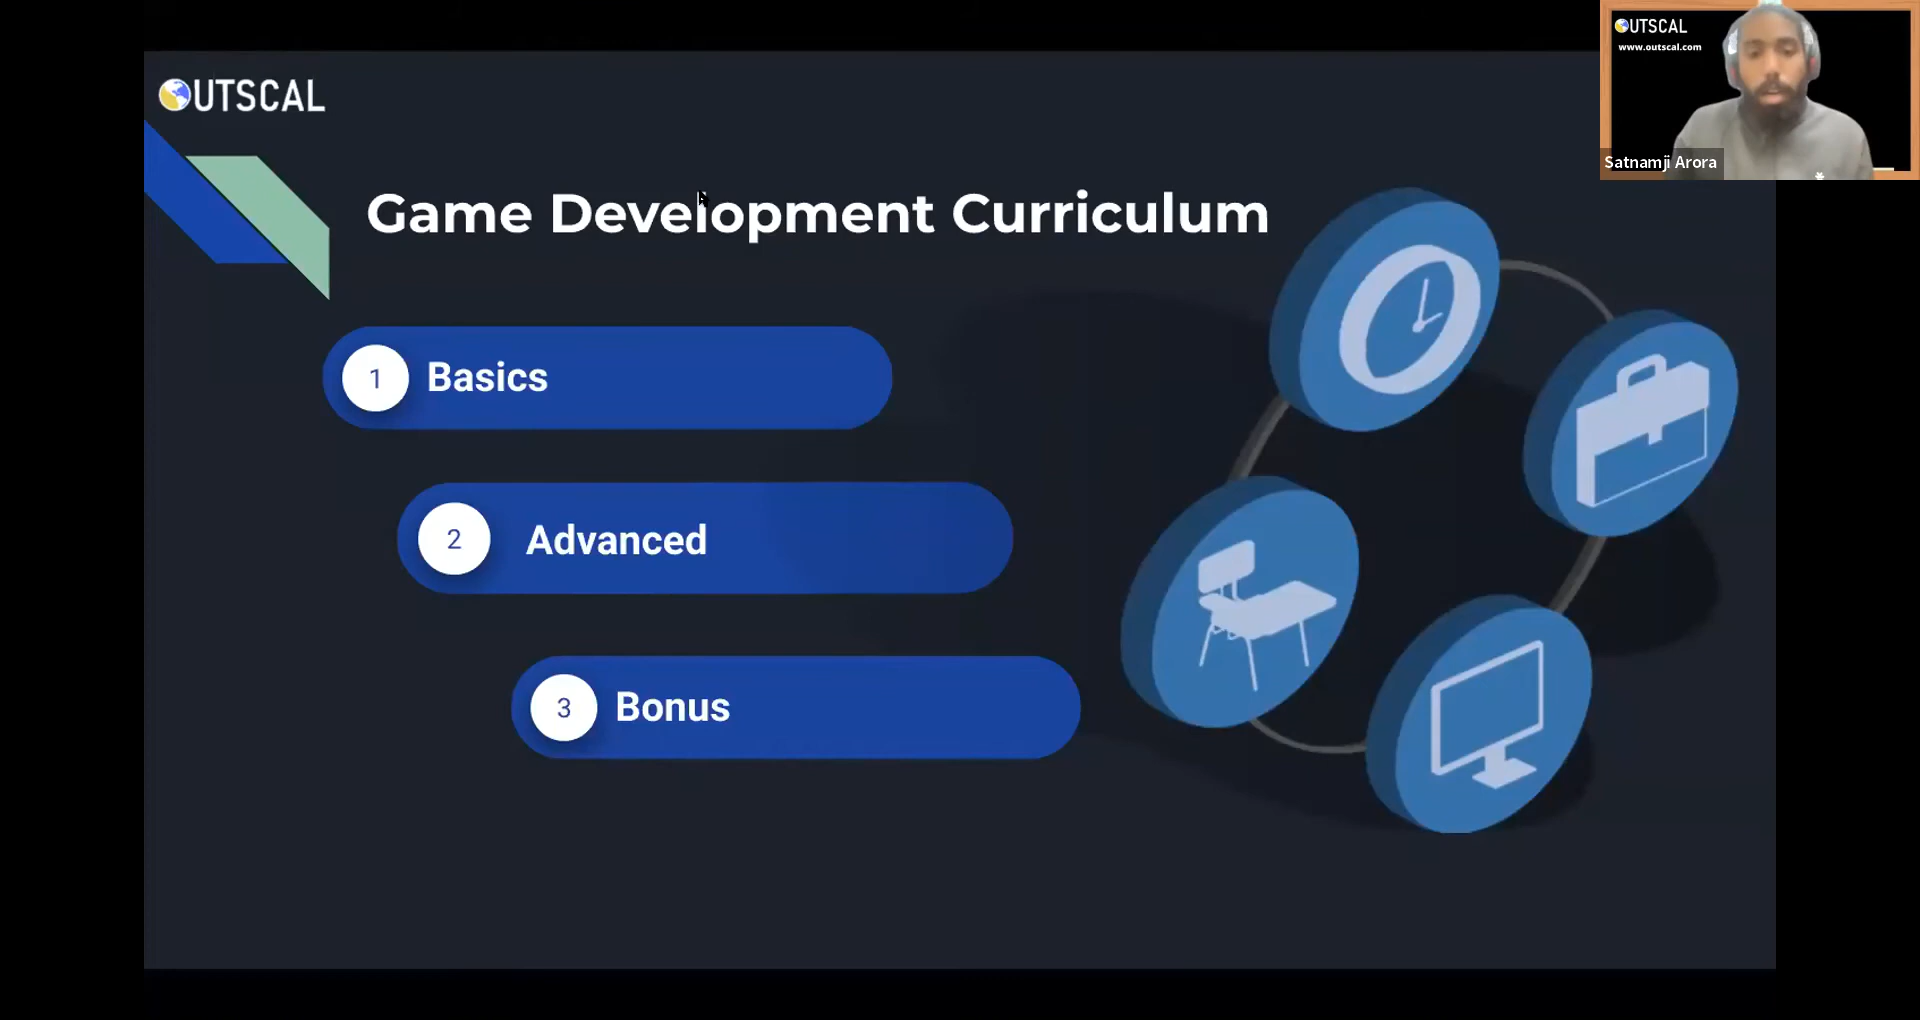 OUTSCAL
OUTSCAL
www.outscal.com
Satnamji Arora
Game Development Curriculum
1 Basics
2 Advanced
3 Bonus